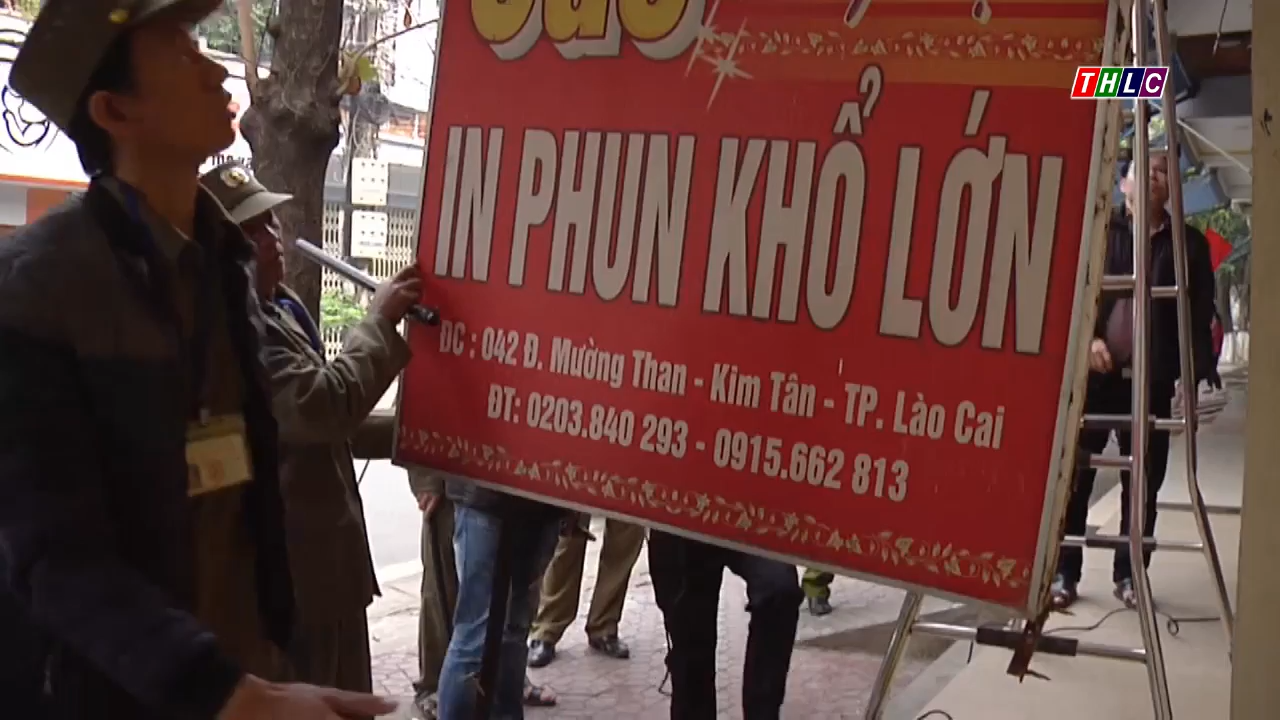 THLC
IN PHUN KHỔ LỚN
ĐC : 042 Đ. Mường Than - Kim Tân - TP. Lào Cai
ĐT: 0203.840 293 - 0915.662 813